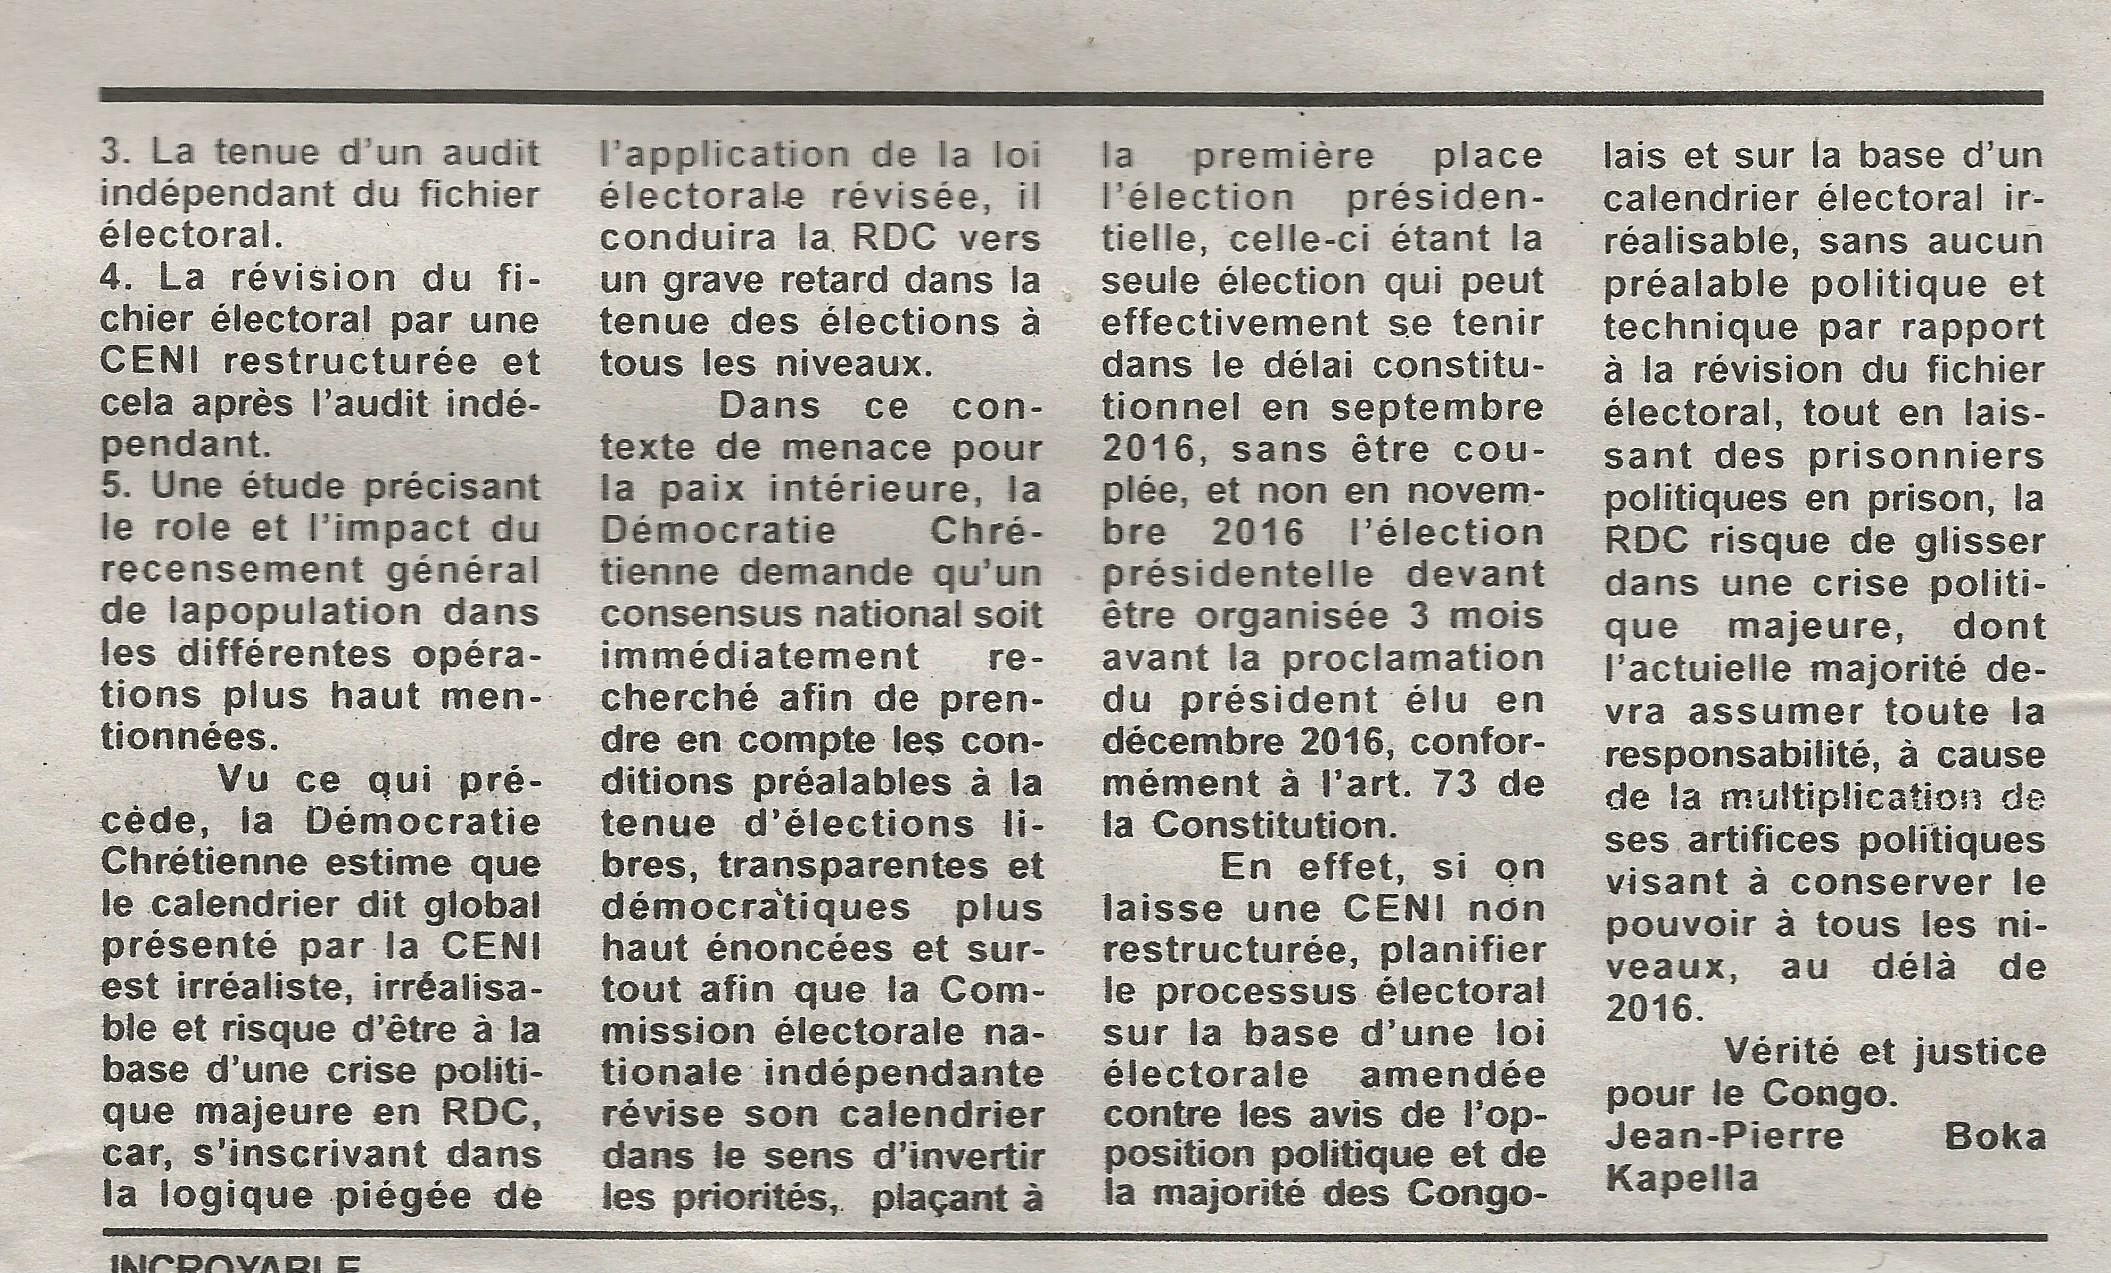 3. La tenue d'un audit
indépendant du fichier
électoral.
4. La révision du fi-
chier électoral par une
CENI restructurée et
cela après l'audit indé-
pendant.
5. Une étude précisant
le role et l'impact du
recensement général
de lapopulation dans
les différentes opéra-
tions plus haut men-
tionnées.
Vu ce qui pré-
cède, la Démocratie
Chrétienne estime que
le calendrier dit global
présenté par la CENI
est irréaliste, irréalisa-
ble et risque d'être à la
base d'une crise politi-
que majeure en RDC,
car, s'inscrivant dans
la logique piégée de
l'application de la loi
électorale révisée, il
conduira la RDC vers
un grave retard dans la
tenue des élections à
tous les niveaux.
Dans ce con-
texte de menace pour
la paix intérieure, la
Démocratie Chré-
tienne demande qu'un
consensus national soit
immédiatement re-
cherché afin de pren-
dre en compte les con-
ditions préalables à la
tenue d'élections li-
bres, transparentes et
démocratiques plus
haut énoncées et sur-
tout afin que la Com-
mission électorale na-
tionale indépendante
révise son calendrier
dans le sens d'invertir
les priorités, plaçant à
la première place
l'élection présiden-
tielle, celle-ci étant la
seule élection qui peut
effectivement se tenir
dans le délai constitu-
tionnel en septembre
2016, sans être cou-
plée, et non en novem-
bre 2016 l'élection
présidentelle devant
être organisée 3 mois
avant la proclamation
du président élu en
décembre 2016, confor-
mément à l'art. 73 de
la Constitution.
En effet, si on
laisse une CENI non
restructurée, planifier
le processus électoral
sur la base d'une loi
électorale amendée
contre les avis de l'op-
position politique et de
la majorité des Congo-
lais et sur la base d'un
calendrier électoral ir-
réalisable, sans aucun
préalable politique et
technique par rapport
à la révision du fichier
électoral, tout en lais-
sant des prisonniers
politiques en prison, la
RDC risque de glisser
dans une crise politi-
que majeure, dont
l'actuielle majorité de-
vra assumer toute la
responsabilité, à cause
de la multiplication de
ses artifices politiques
visant à conserver le
pouvoir à tous les ni-
veaux, au délà de
2016.
Vérité et justice
pour le Congo.
Jean-Pierre Boka
Kapella
INCROYABLE